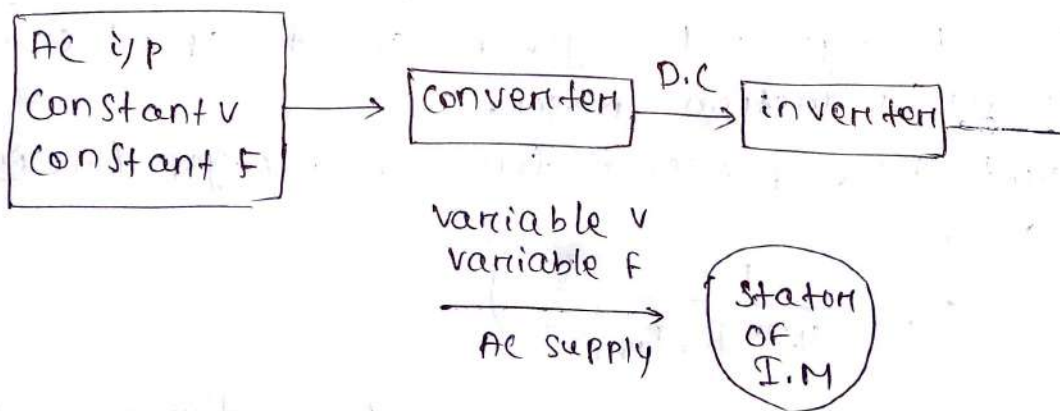 AC i/p
Constant V
Constant F
converter
D.C
inverter
variable V
variable F
AC supply
Stator
OF
I.M